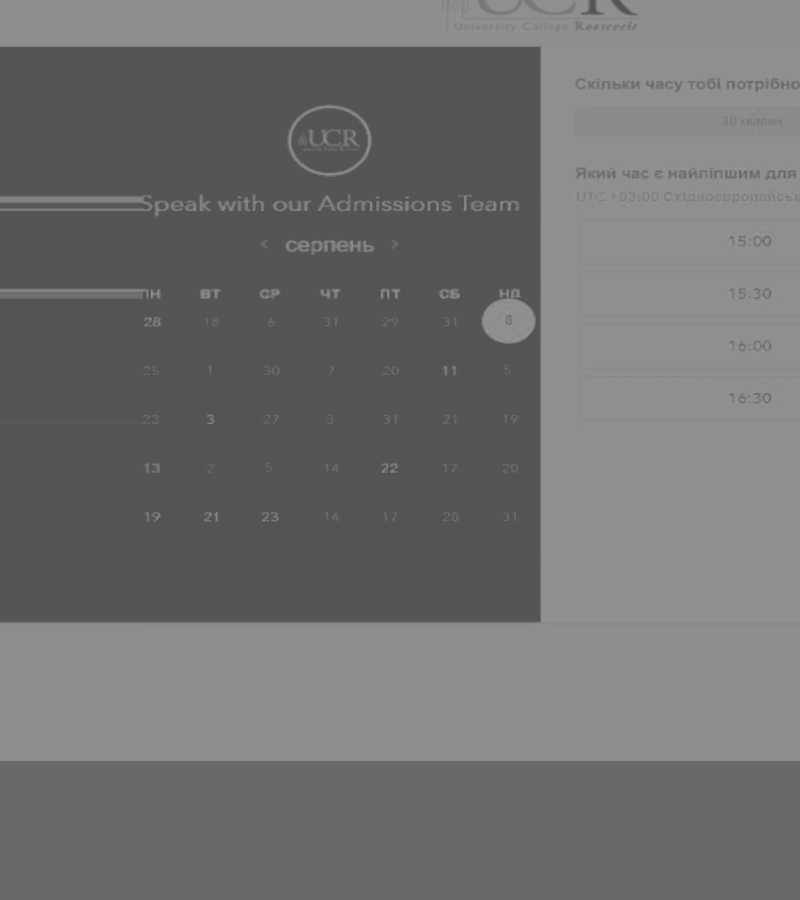 UCR
University College Roosevelt
UCR
Speak with our Admissions Team
‹ серпень ›
ПН ВТ СР ЧТ ПТ СБ НД
28 18 6 31 29 31 8
25 1 30 7 20 11 5
23 3 27 3 31 21 19
13 2 5 14 22 17 20
19 21 23 14 17 28 31
Скільки часу тобі потрібно
30 хвилин
Який час є найліпшим для
UTC +03:00 Східноєвропейськ
15:00
15:30
16:00
16:30